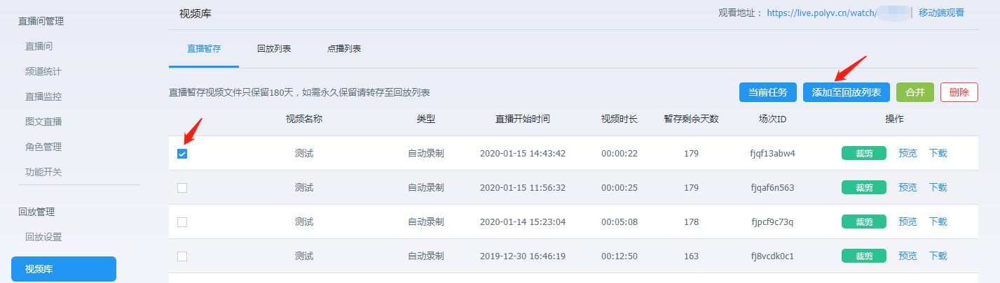 直播间管理
直播间
频道统计
直播监控
图文直播
角色管理
功能开关
回放管理
回放设置
视频库
视频库
观看地址： https://live.polyv.cn/watch/ | 移动端观看
直播暂存 回放列表 点播列表
直播暂存视频文件只保留180天，如需永久保留请转存至回放列表 当前任务 添加至回放列表 合并 删除
视频名称 类型 直播开始时间 视频时长 暂存剩余天数 场次ID 操作
测试 自动录制 2020-01-15 14:43:42 00:00:22 179 fjqf13abw4 裁剪 预览 下载
测试 自动录制 2020-01-15 11:56:32 00:00:25 179 fjqaf6n563 裁剪 预览 下载
测试 自动录制 2020-01-14 15:23:04 00:05:08 178 fjpcf9c73q 裁剪 预览 下载
测试 自动录制 2019-12-30 16:46:19 00:12:50 163 fj8vcdk0c1 裁剪 预览 下载